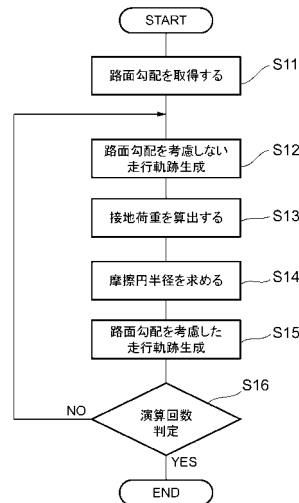 START
路面勾配を取得する
S11
路面勾配を考慮しない
走行軌跡生成
S12
接地荷重を算出する
S13
摩擦円半径を求める
S14
路面勾配を考慮した
走行軌跡生成
S15
演算回数
判定
S16
NO
YES
END